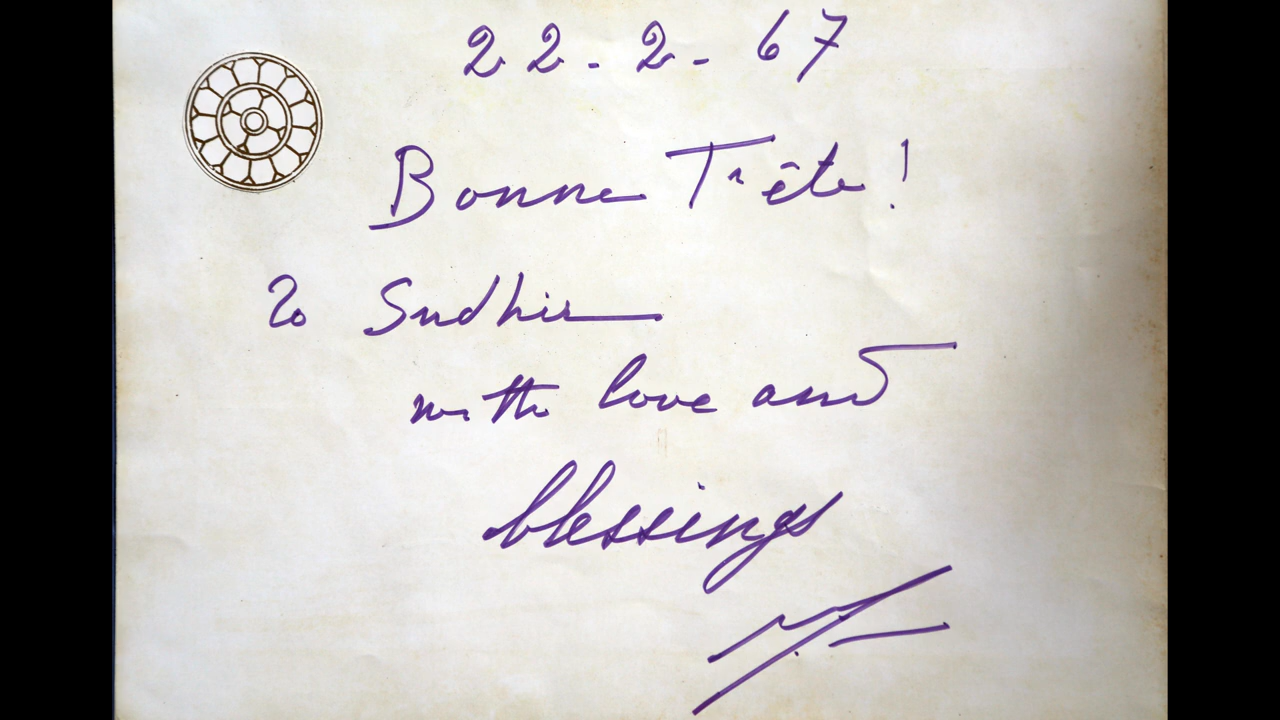 22.2.67
Bonne Fête!
To Sudhir
with love and
blessings